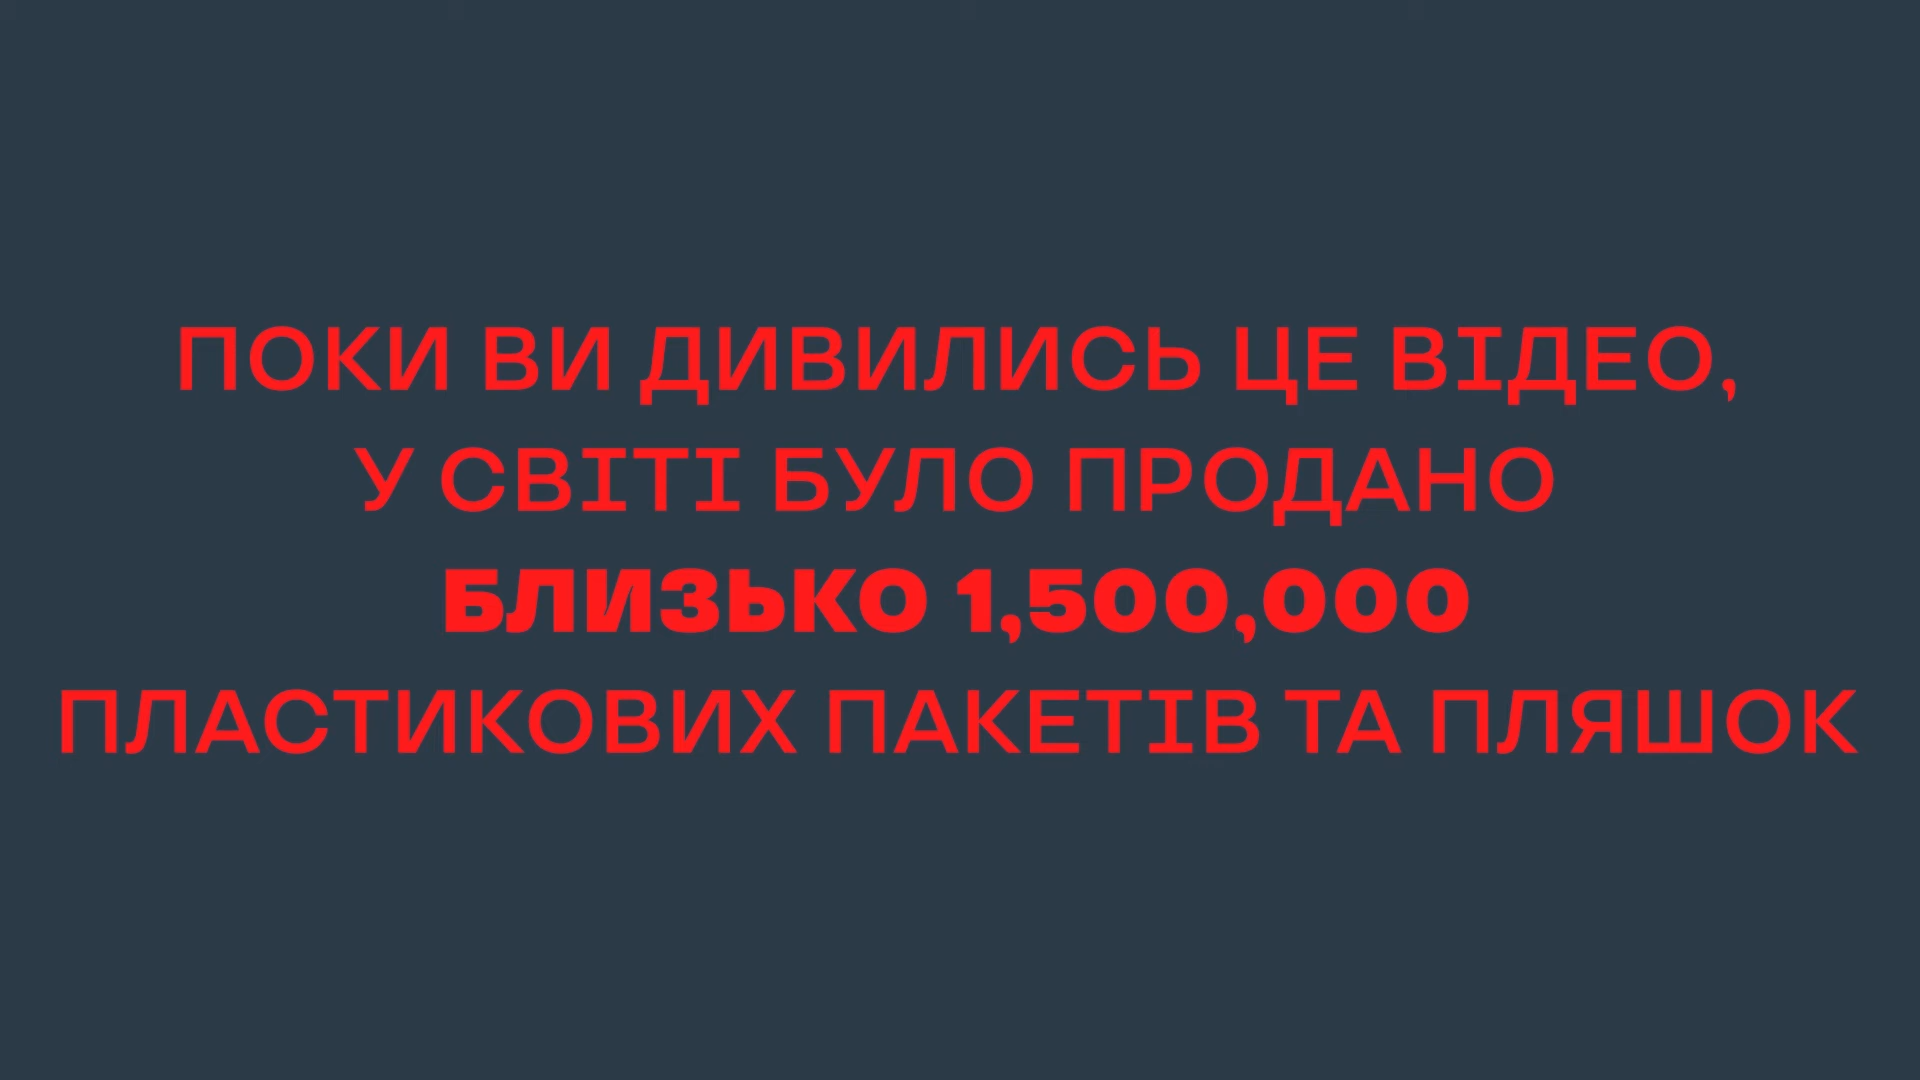 ПОКИ ВИ ДИВИЛИСЬ ЦЕ ВІДЕО,
У СВІТІ БУЛО ПРОДАНО
БЛИЗЬКО 1,500,000
ПЛАСТИКОВИХ ПАКЕТІВ ТА ПЛЯШОК